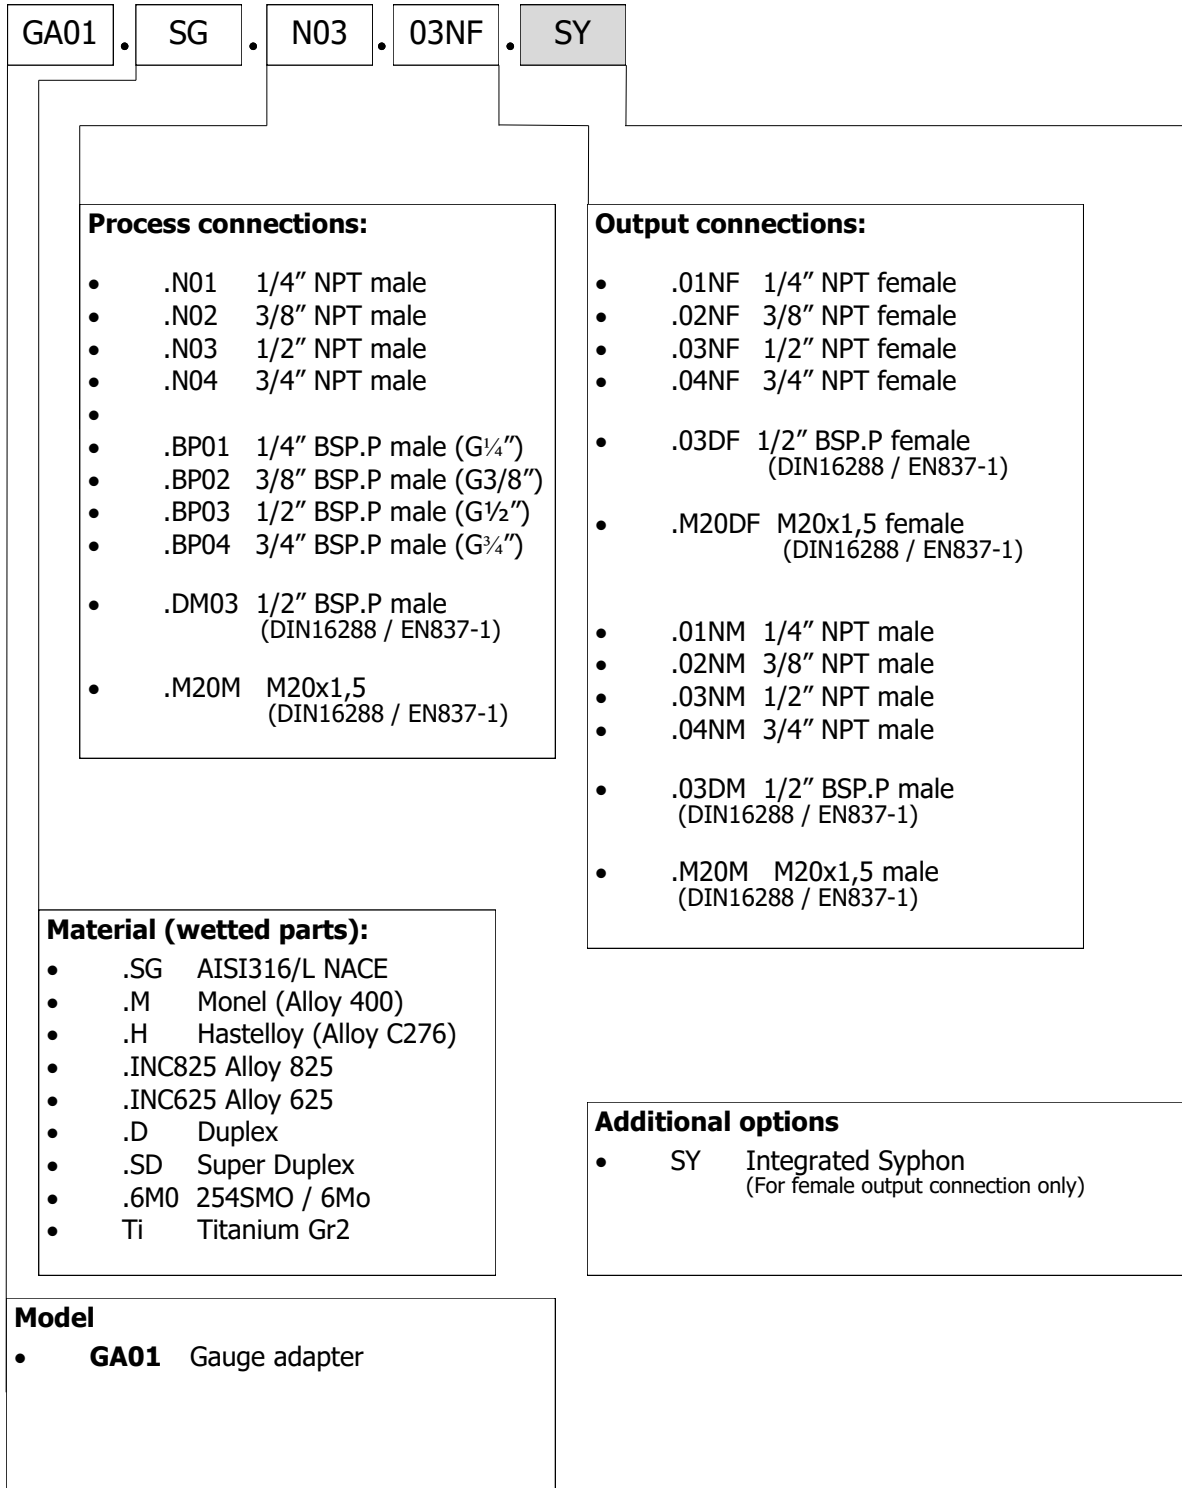 GA01 . SG . N03 . 03NF . SY
Process connections:
• .N01 1/4″ NPT male
• .N02 3/8″ NPT male
• .N03 1/2″ NPT male
• .N04 3/4″ NPT male
•
• .BP01 1/4″ BSP.P male (G¼″)
• .BP02 3/8″ BSP.P male (G3/8″)
• .BP03 1/2″ BSP.P male (G½″)
• .BP04 3/4″ BSP.P male (G¾″)
• .DM03 1/2″ BSP.P male
(DIN16288 / EN837-1)
• .M20M M20x1,5
(DIN16288 / EN837-1)
Output connections:
• .01NF 1/4″ NPT female
• .02NF 3/8″ NPT female
• .03NF 1/2″ NPT female
• .04NF 3/4″ NPT female
• .03DF 1/2″ BSP.P female
(DIN16288 / EN837-1)
• .M20DF M20x1,5 female
(DIN16288 / EN837-1)
• .01NM 1/4″ NPT male
• .02NM 3/8″ NPT male
• .03NM 1/2″ NPT male
• .04NM 3/4″ NPT male
• .03DM 1/2″ BSP.P male
(DIN16288 / EN837-1)
• .M20M M20x1,5 male
(DIN16288 / EN837-1)
Material (wetted parts):
• .SG AISI316/L NACE
• .M Monel (Alloy 400)
• .H Hastelloy (Alloy C276)
• .INC825 Alloy 825
• .INC625 Alloy 625
• .D Duplex
• .SD Super Duplex
• .6M0 254SMO / 6Mo
• Ti Titanium Gr2
Additional options
• SY Integrated Syphon
(For female output connection only)
Model
• GA01 Gauge adapter